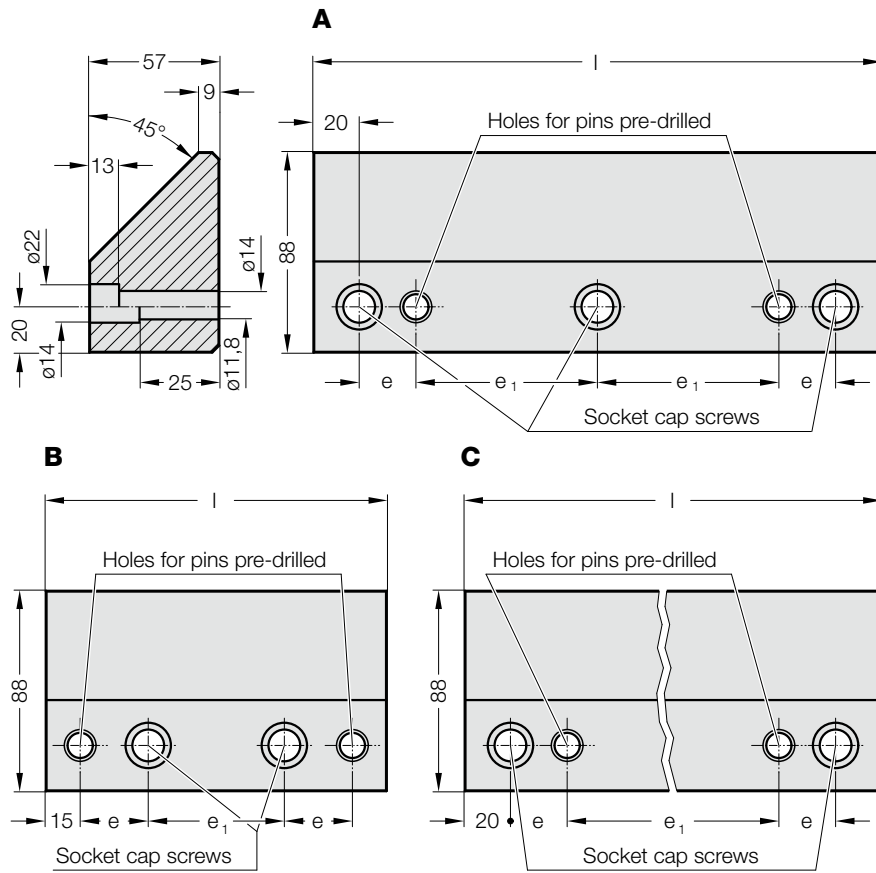 A
57
l
9
20
Holes for pins pre-drilled
45°
13
ø22
ø14
88
20
ø14
25
ø11,8
e
e1
e1
e
Socket cap screws
B
C
l
l
Holes for pins pre-drilled
Holes for pins pre-drilled
88
88
15
e
e1
e
20
e
e1
e
Socket cap screws
Socket cap screws